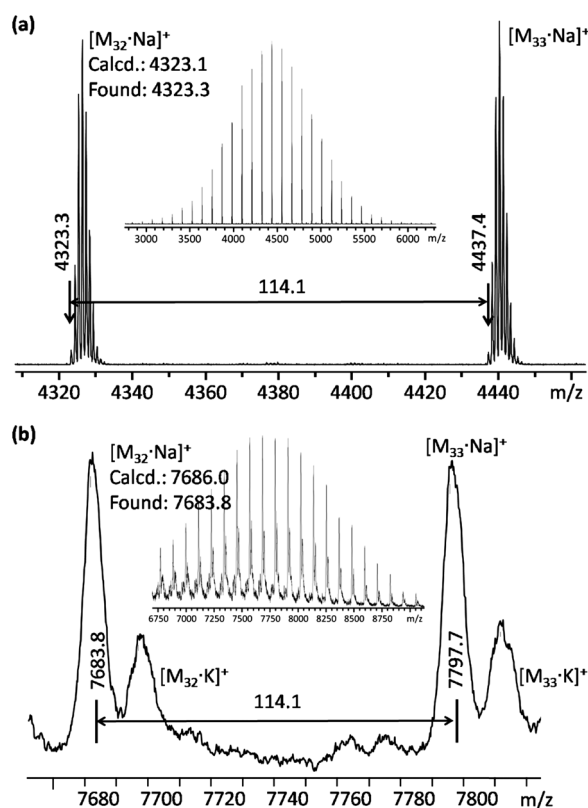 (a)
[M32·Na]+
Calcd.: 4323.1
Found: 4323.3
[M33·Na]+
3000 3500 4000 4500 5000 5500 6000 m/z
4323.3
4437.4
114.1
4320 4340 4360 4380 4400 4420 4440 m/z
(b)
[M32·Na]+
Calcd.: 7686.0
Found: 7683.8
[M33·Na]+
6750 7000 7250 7500 7750 8000 8250 8500 8750 m/z
7683.8
[M32·K]+
7797.7
[M33·K]+
114.1
7680 7700 7720 7740 7760 7780 7800 m/z